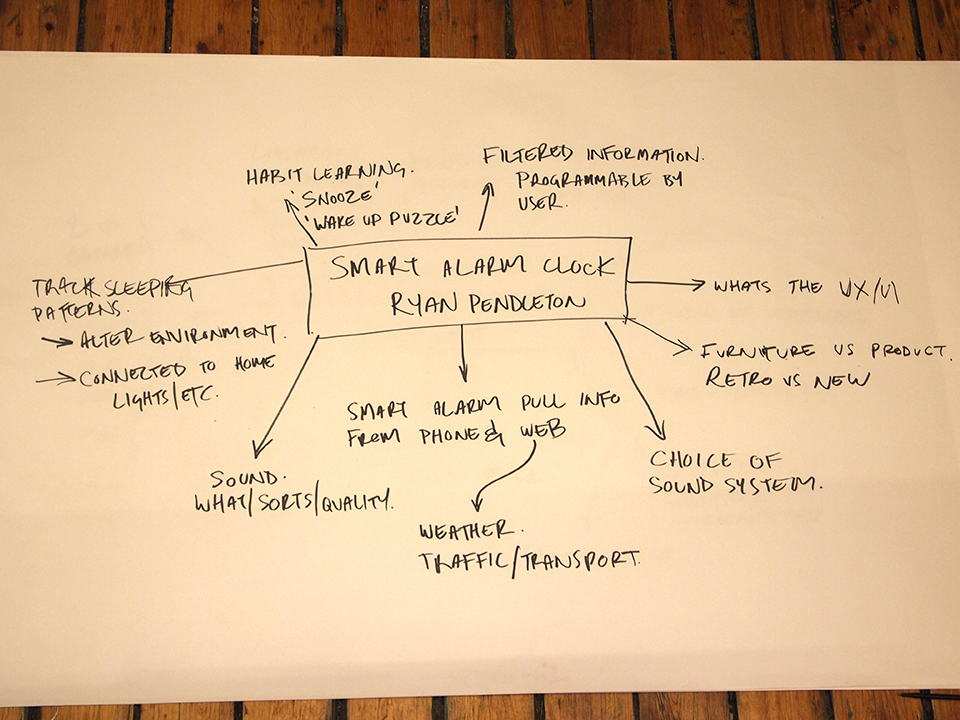 HABIT LEARNING.
'SNOOZE'
'WAKE UP PUZZLE'
FILTERED INFORMATION.
PROGRAMMABLE BY
USER.
SMART ALARM CLOCK
RYAN PENDLETON
TRACK SLEEPING
PATTERNS.
→ ALTER ENVIRONMENT.
→ CONNECTED TO HOME
LIGHTS/ETC.
WHATS THE UX/UI
FURNITURE VS PRODUCT.
RETRO VS NEW
SMART ALARM PULL INFO
FROM PHONE & WEB
CHOICE OF
SOUND SYSTEM.
SOUND.
WHAT/SORTS/QUALITY.
WEATHER.
TRAFFIC/TRANSPORT.